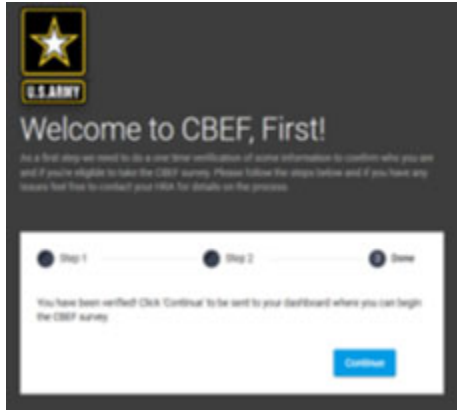 U.S.ARMY
Welcome to CBEF, First!
As a first step we need to do a one time verification of some information to confirm who you are
and if you're eligible to take the CBEF survey. Please follow the steps below and if you have any
issues feel free to contact your HRA for details on the process.
Step 1 Step 2 Done
You have been verified! Click 'Continue' to be sent to your dashboard where you can begin
the CBEF survey.
Continue